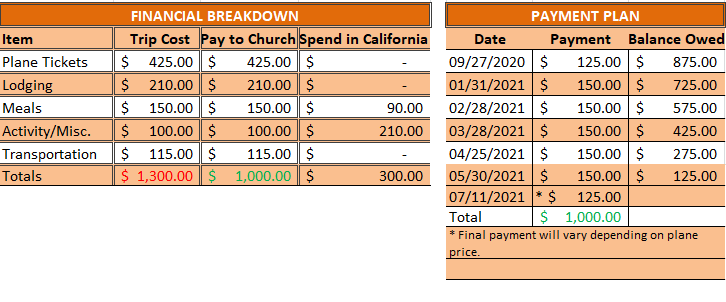 FINANCIAL BREAKDOWN
Item Trip Cost Pay to Church Spend in California
Plane Tickets $ 425.00 $ 425.00 $ -
Lodging $ 210.00 $ 210.00 $ -
Meals $ 150.00 $ 150.00 $ 90.00
Activity/Misc. $ 100.00 $ 100.00 $ 210.00
Transportation $ 115.00 $ 115.00 $ -
Totals $ 1,300.00 $ 1,000.00 $ 300.00
PAYMENT PLAN
Date Payment Balance Owed
09/27/2020 $ 125.00 $ 875.00
01/31/2021 $ 150.00 $ 725.00
02/28/2021 $ 150.00 $ 575.00
03/28/2021 $ 150.00 $ 425.00
04/25/2021 $ 150.00 $ 275.00
05/30/2021 $ 150.00 $ 125.00
07/11/2021 * $ 125.00
Total $ 1,000.00
* Final payment will vary depending on plane
price.